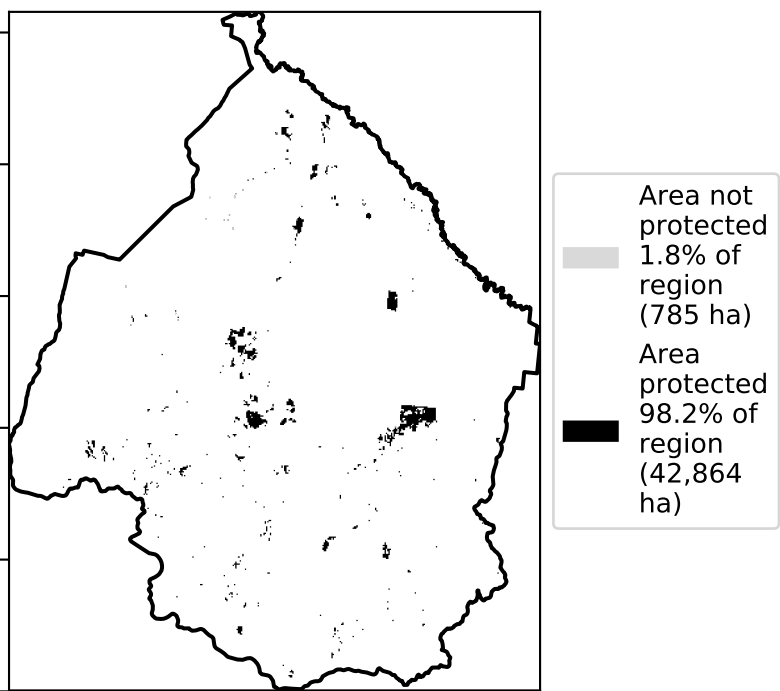 Area not
protected
1.8% of
region
(785 ha)
Area
protected
98.2% of
region
(42,864
ha)